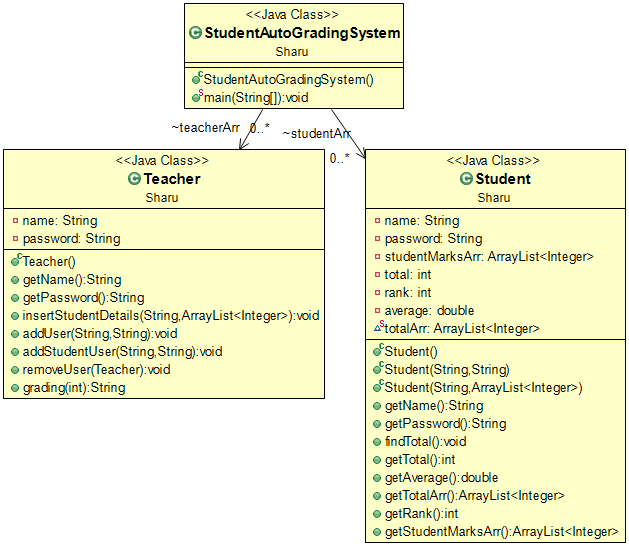 <<Java Class>>
StudentAutoGradingSystem
Sharu
StudentAutoGradingSystem()
main(String[]):void
~teacherArr 0..*
~studentArr
0..*
<<Java Class>>
Teacher
Sharu
name: String
password: String
Teacher()
getName():String
getPassword():String
insertStudentDetails(String,ArrayList<Integer>):void
addUser(String,String):void
addStudentUser(String,String):void
removeUser(Teacher):void
grading(int):String
<<Java Class>>
Student
Sharu
name: String
password: String
studentMarksArr: ArrayList<Integer>
total: int
rank: int
average: double
totalArr: ArrayList<Integer>
Student()
Student(String,String)
Student(String,ArrayList<Integer>)
getName():String
getPassword():String
findTotal():void
getTotal():int
getAverage():double
getTotalArr():ArrayList<Integer>
getRank():int
getStudentMarksArr():ArrayList<Integer>